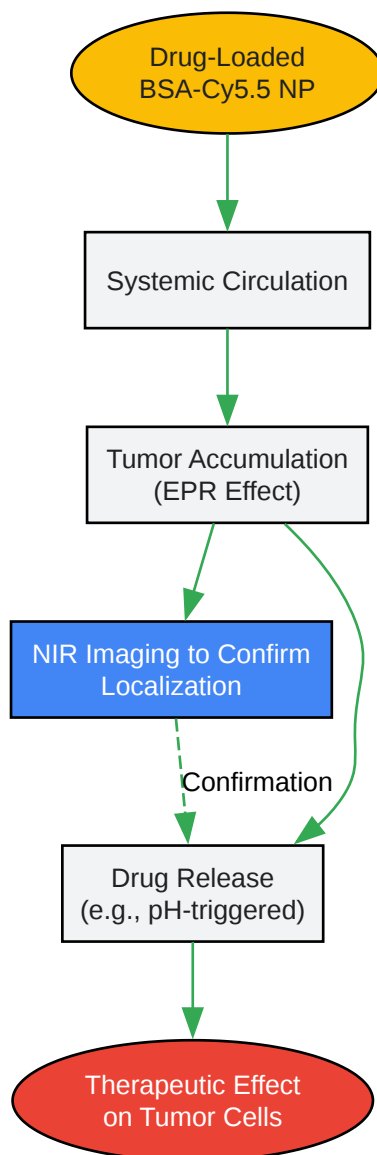 Drug-Loaded
BSA-Cy5.5 NP
Systemic Circulation
Tumor Accumulation
(EPR Effect)
NIR Imaging to Confirm
Localization
Confirmation
Drug Release
(e.g., pH-triggered)
Therapeutic Effect
on Tumor Cells